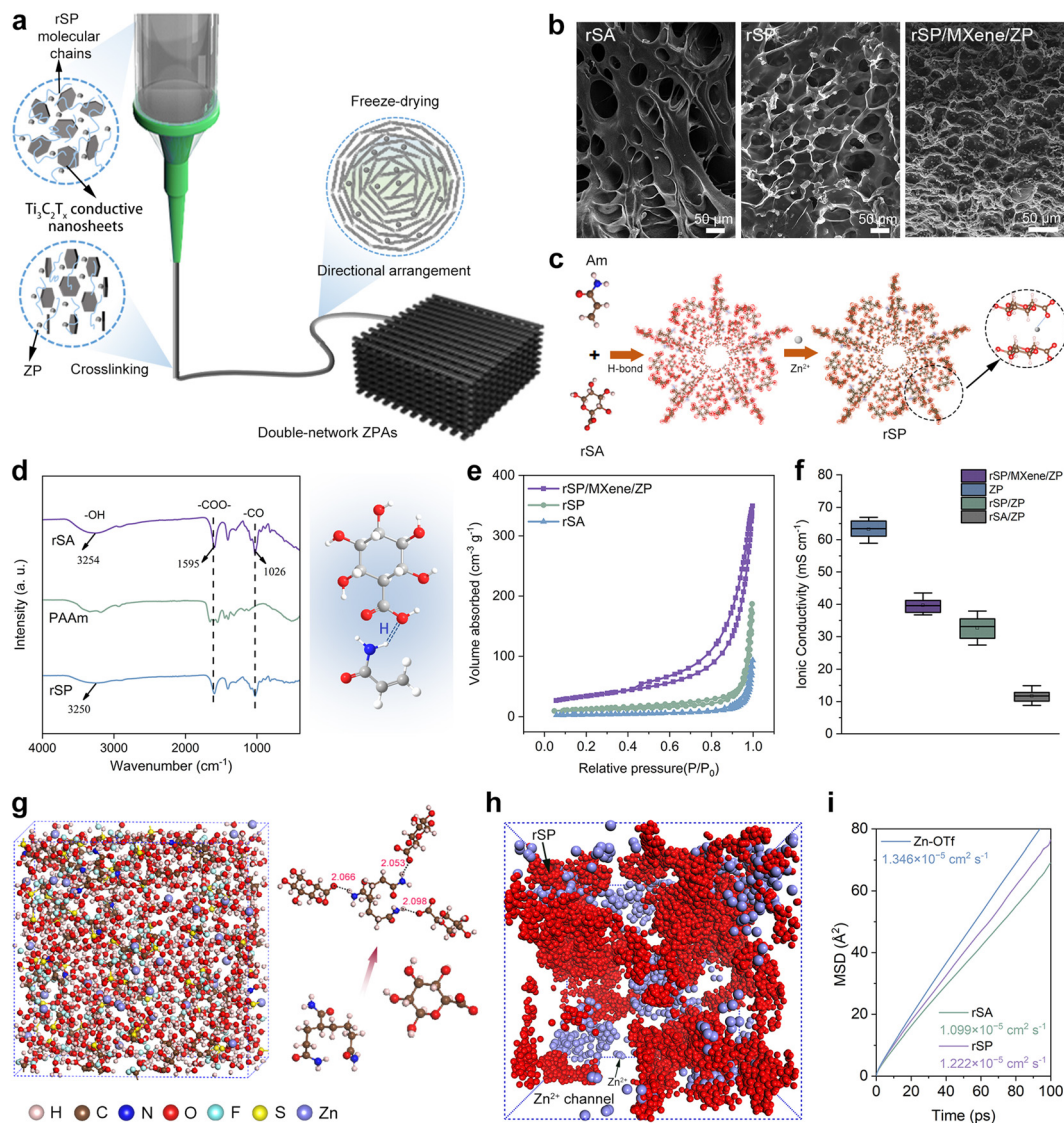 a
rSP
molecular
chains
Ti₃C₂Tₓ conductive
nanosheets
ZP
Crosslinking
Freeze-drying
Directional arrangement
Double-network ZPAs
b
rSA
50 μm
rSP
50 μm
rSP/MXene/ZP
50 μm
c
Am
+
rSA
H-bond
Zn²⁺
rSP
d
Intensity (a. u.)
-OH
-COO-
-CO
rSA
3254
1595
1026
PAAm
rSP
3250
4000
3000
2000
1000
Wavenumber (cm⁻¹)
H
e
Volume absorbed (cm⁻³ g⁻¹)
400
300
200
100
0
rSP/MXene/ZP
rSP
rSA
0.0
0.2
0.4
0.6
0.8
1.0
Relative pressure(P/P₀)
f
Ionic Conductivity (mS cm⁻¹)
80
70
60
50
40
30
20
10
0
rSP/MXene/ZP
ZP
rSP/ZP
rSA/ZP
g
2.053
2.066
2.098
H
C
N
O
F
S
Zn
h
rSP
Zn²⁺
Zn²⁺ channel
i
MSD (Å²)
80
60
40
20
0
Zn-OTf
1.346×10⁻⁵ cm² s⁻¹
rSA
1.099×10⁻⁵ cm² s⁻¹
rSP
1.222×10⁻⁵ cm² s⁻¹
0
20
40
60
80
100
Time (ps)